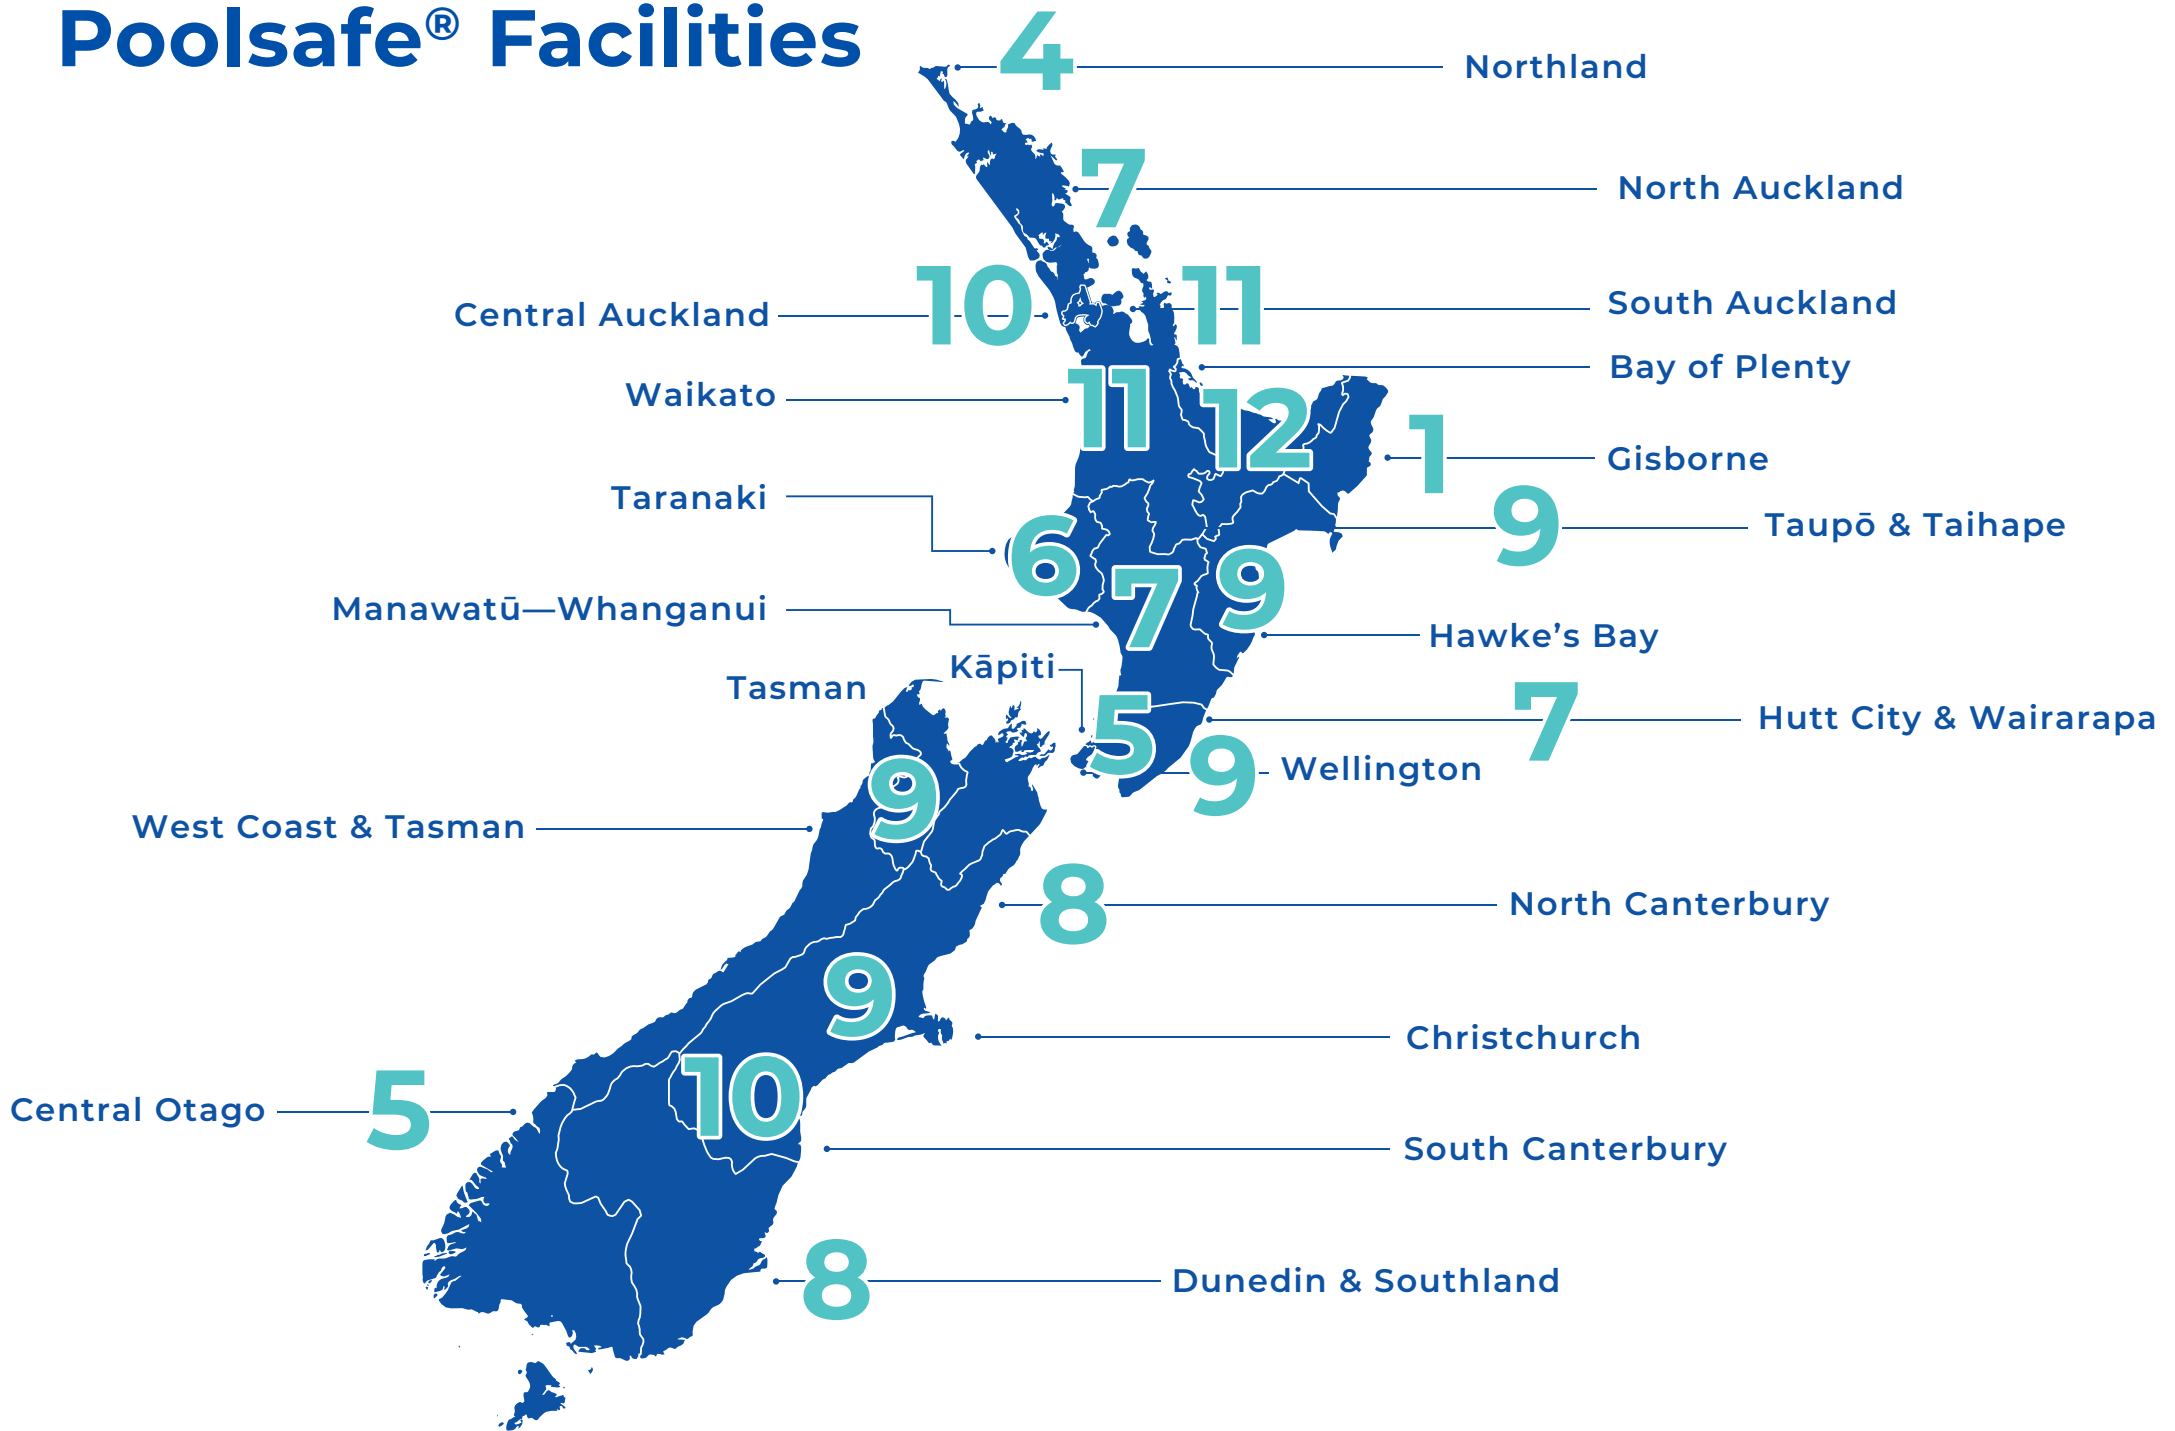 Poolsafe® Facilities
4
Northland
7
North Auckland
Central Auckland
10
11
South Auckland
Waikato
11
Bay of Plenty
12
1
Gisborne
Taranaki
6
9
Taupō & Taihape
Manawatū—Whanganui
7
9
Hawke’s Bay
Tasman
Kāpiti
5
7
Hutt City & Wairarapa
9
Wellington
West Coast & Tasman
9
8
North Canterbury
9
Christchurch
Central Otago
5
10
South Canterbury
8
Dunedin & Southland